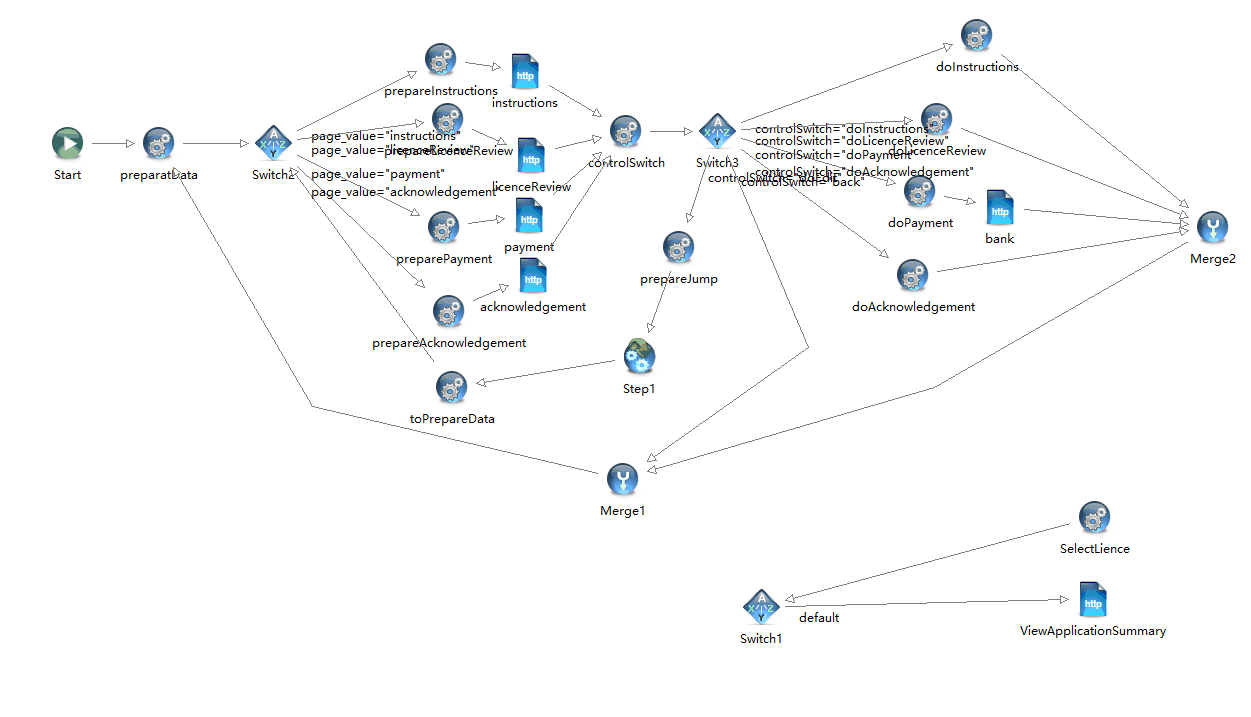 doInstructions
prepareInstructions
http
instructions
Start
preparatData
Switch2
page_value="instructions"
page_value="licenceReview"
prepareLicenceReview
http
licenceReview
page_value="payment"
page_value="acknowledgement"
controlSwitch
Switch3
controlSwitch="doInstructions"
controlSwitch="doLicenceReview"
doLicenceReview
controlSwitch="doPayment"
controlSwitch="doAcknowledgement"
controlSwitch="doEdit"
controlSwitch="back"
http
payment
preparePayment
doPayment
http
bank
Merge2
http
acknowledgement
prepareJump
doAcknowledgement
prepareAcknowledgement
Step1
toPrepareData
Merge1
SelectLience
A
X
Z
Y
Switch1
default
http
ViewApplicationSummary